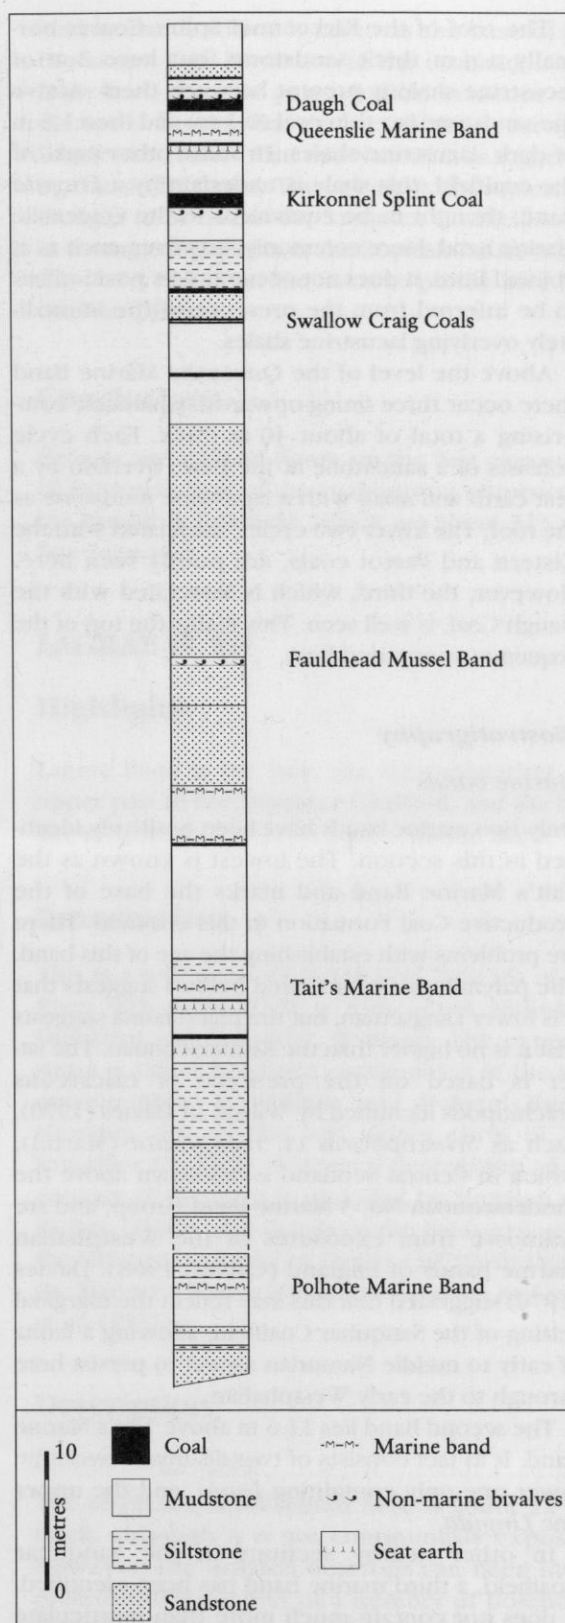 Daugh Coal
Queenslie Marine Band
Kirkonnel Splint Coal
Swallow Craig Coals
Fauldhead Mussel Band
Tait's Marine Band
Polhote Marine Band
10
metres
0
Coal
Mudstone
Siltstone
Sandstone
Marine band
Non-marine bivalves
Seat earth